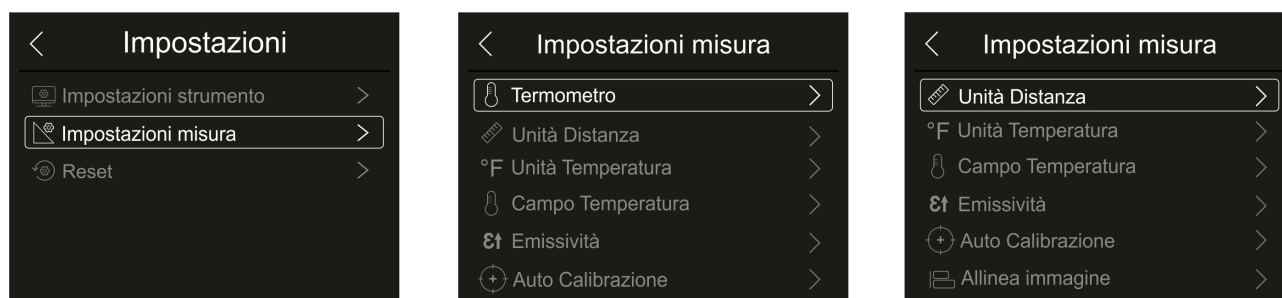 Impostazioni
Impostazioni strumento
Impostazioni misura
Reset
Impostazioni misura
Termometro
Unità Distanza
°F Unità Temperatura
Campo Temperatura
Ɛ↑ Emissività
Auto Calibrazione
Impostazioni misura
Unità Distanza
°F Unità Temperatura
Campo Temperatura
Ɛ↑ Emissività
Auto Calibrazione
Allinea immagine